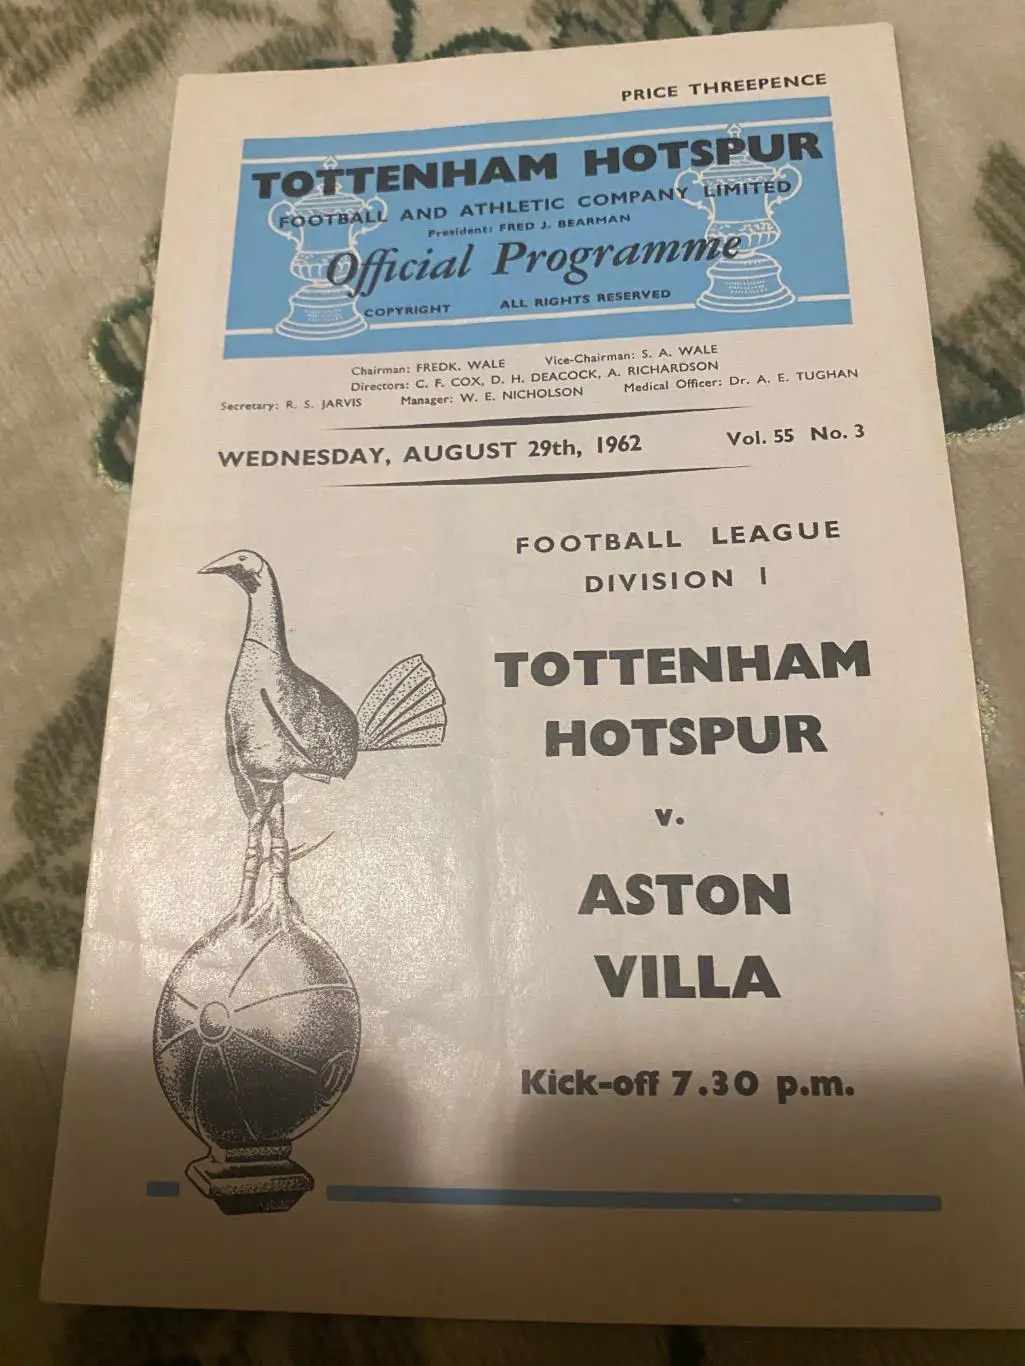 PRICE THREEPENCE
TOTTENHAM HOTSPUR
FOOTBALL AND ATHLETIC COMPANY LIMITED
President: FRED J. BEARMAN
Official Programme
COPYRIGHT ALL RIGHTS RESERVED
Chairman: FREDK. WALE Vice-Chairman: S. A. WALE
Directors: C. F. COX, D. H. DEACOCK, A. RICHARDSON
Secretary: R. S. JARVIS Manager: W. E. NICHOLSON Medical Officer: Dr. A. E. TUGHAN
WEDNESDAY, AUGUST 29th, 1962 Vol. 55 No. 3
FOOTBALL LEAGUE
DIVISION I
TOTTENHAM
HOTSPUR
v.
ASTON
VILLA
Kick-off 7.30 p.m.